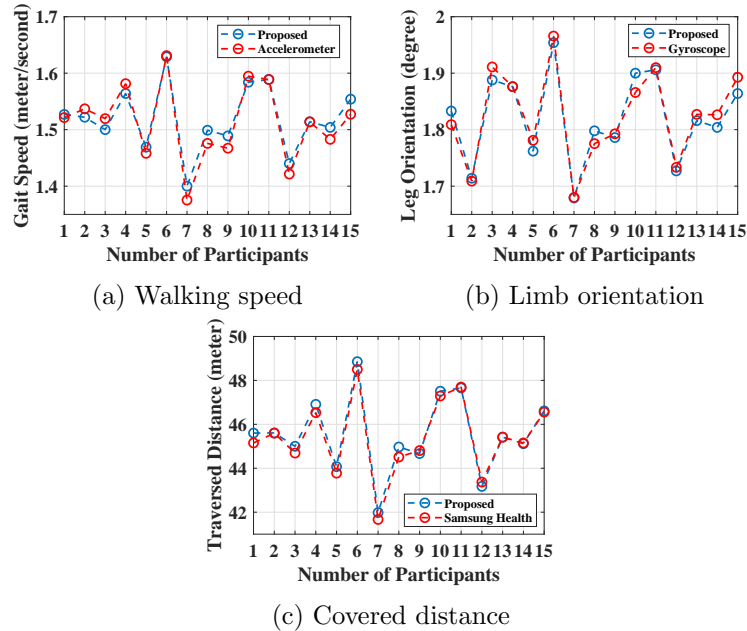 1.7
1.6
1.5
1.4
Gait Speed (meter/second)
Proposed
Accelerometer
1 2 3 4 5 6 7 8 9 10 11 12 13 14 15
Number of Participants
(a) Walking speed
2
1.9
1.8
1.7
Leg Orientation (degree)
Proposed
Gyroscope
1 2 3 4 5 6 7 8 9 10 11 12 13 14 15
Number of Participants
(b) Limb orientation
50
48
46
44
42
Traversed Distance (meter)
Proposed
Samsung Health
1 2 3 4 5 6 7 8 9 10 11 12 13 14 15
Number of Participants
(c) Covered distance